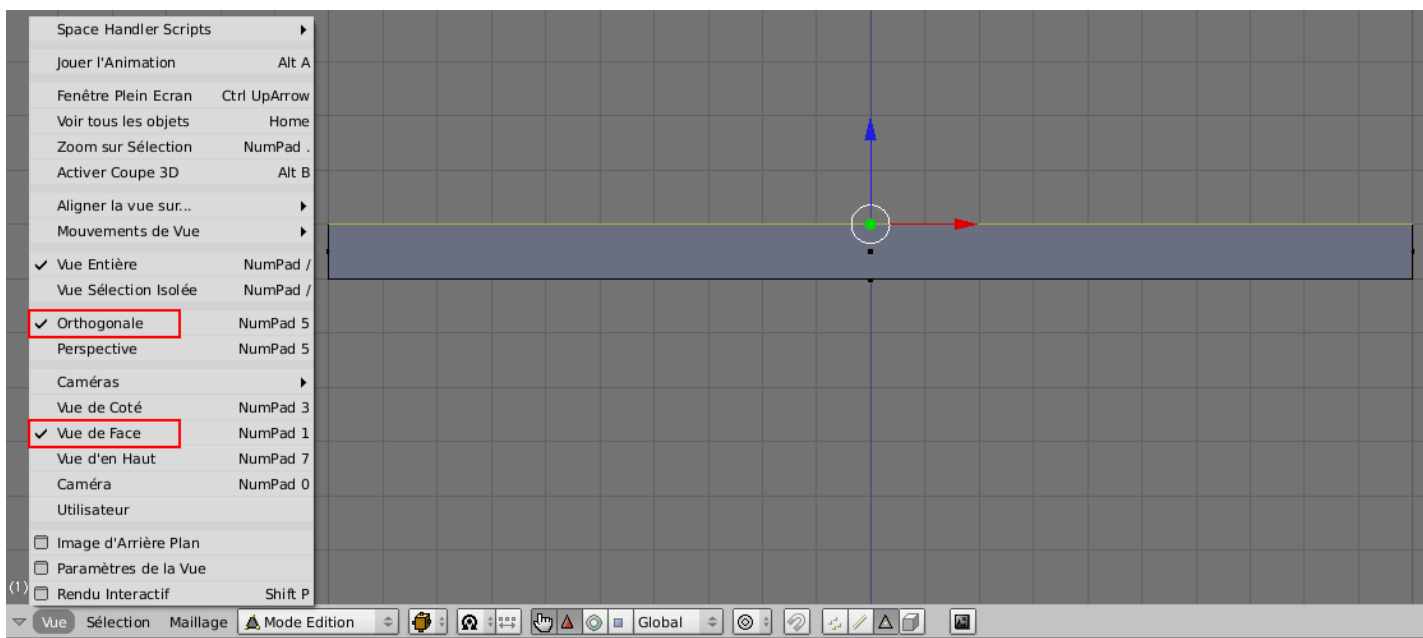 Space Handler Scripts
Jouer l'Animation Alt A
Fenêtre Plein Ecran Ctrl UpArrow
Voir tous les objets Home
Zoom sur Sélection NumPad .
Activer Coupe 3D Alt B
Aligner la vue sur...
Mouvements de Vue
Vue Entière NumPad /
Vue Sélection Isolée NumPad /
Orthogonale NumPad 5
Perspective NumPad 5
Caméras
Vue de Coté NumPad 3
Vue de Face NumPad 1
Vue d'en Haut NumPad 7
Caméra NumPad 0
Utilisateur
Image d'Arrière Plan
Paramètres de la Vue
(1) Rendu Interactif Shift P
Vue Sélection Maillage Mode Edition Global